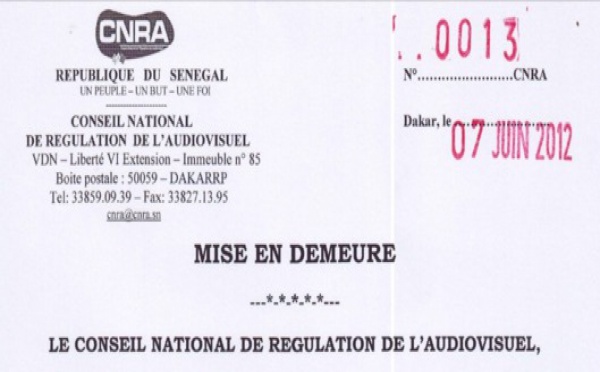 CNRA
..0013
REPUBLIQUE DU SENEGAL
N°.......................CNRA
UN PEUPLE – UN BUT – UNE FOI
--------------------
CONSEIL NATIONAL
Dakar, le........................
07 JUIN 2012
DE REGULATION DE L'AUDIOVISUEL
VDN – Liberté VI Extension – Immeuble n° 85
Boite postale : 50059 – DAKARRP
Tel: 33859.09.39 – Fax: 33827.13.95
cnra@cnra.sn
MISE EN DEMEURE
---*-*-*-*-*---
LE CONSEIL NATIONAL DE REGULATION DE L'AUDIOVISUEL,